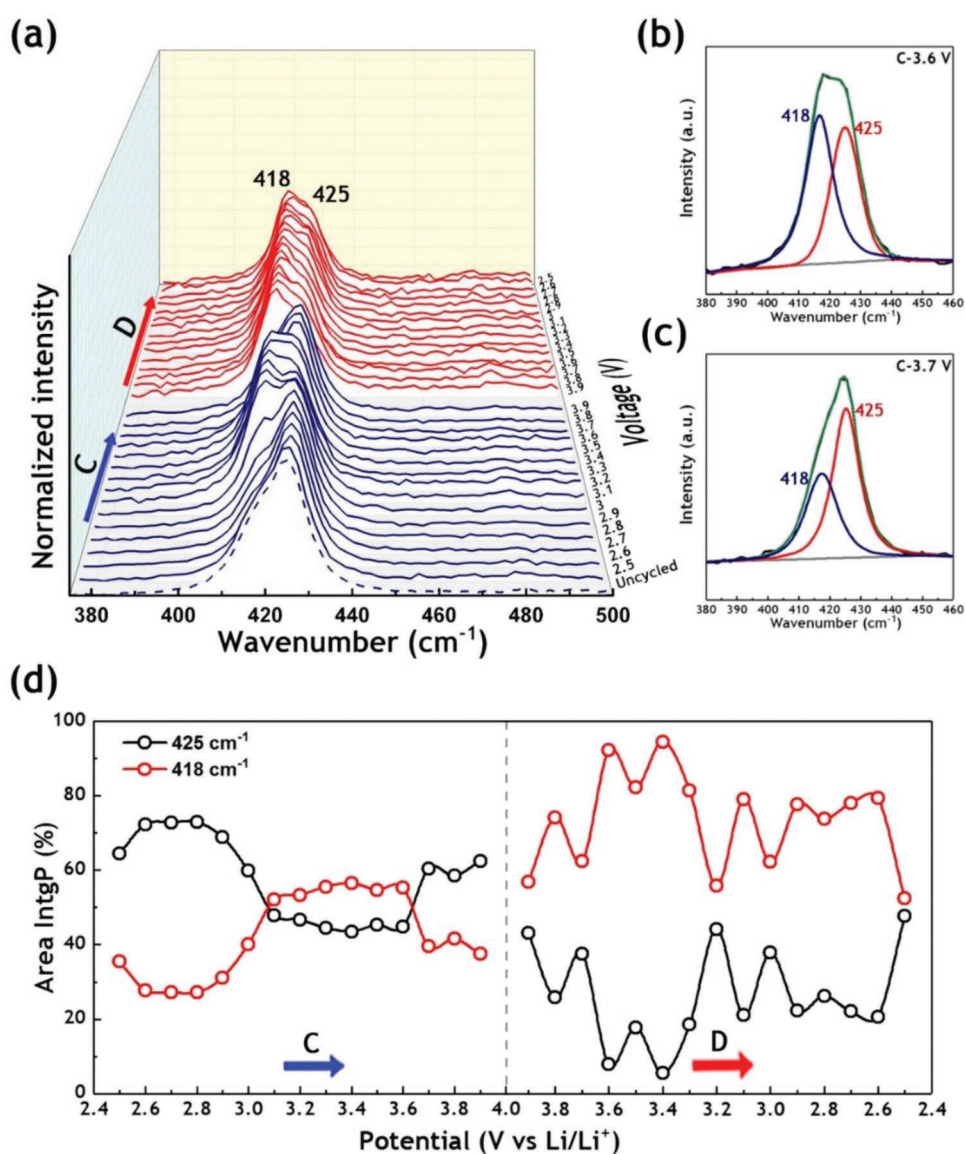 (a)
418
425
Normalized intensity
D
C
2.5
3.9
3.9
3.8
3.7
3.6
3.5
3.4
3.3
3.2
3.1
2.9
2.8
2.7
2.6
2.5
Uncycled
Voltage (V)
380 400 420 440 460 480 500
Wavenumber (cm⁻¹)
(b)
C-3.6 V
418
425
Intensity (a.u.)
380 390 400 410 420 430 440 450 460
Wavenumber (cm⁻¹)
(c)
C-3.7 V
425
418
Intensity (a.u.)
380 390 400 410 420 430 440 450 460
Wavenumber (cm⁻¹)
(d)
100
80
60
40
20
0
Area IntgP (%)
425 cm⁻¹
418 cm⁻¹
C
D
2.4 2.6 2.8 3.0 3.2 3.4 3.6 3.8 4.0 3.8 3.6 3.4 3.2 3.0 2.8 2.6 2.4
Potential (V vs Li/Li⁺)